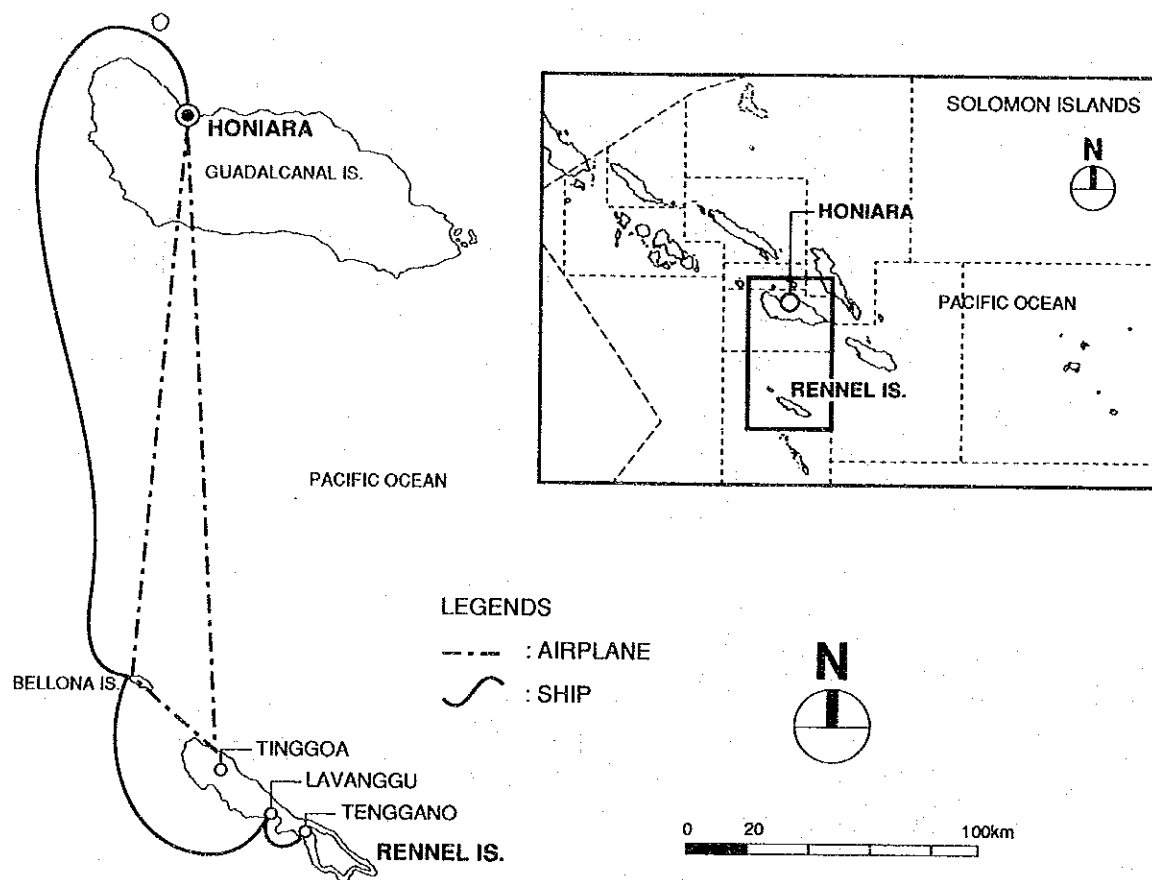 HONIARA
GUADALCANAL IS.
PACIFIC OCEAN
BELLONA IS.
TINGGOA
LAVANGGU
TENGGANO
RENNEL IS.
SOLOMON ISLANDS
N
HONIARA
PACIFIC OCEAN
RENNEL IS.
LEGENDS
: AIRPLANE
: SHIP
N
0 20 100km